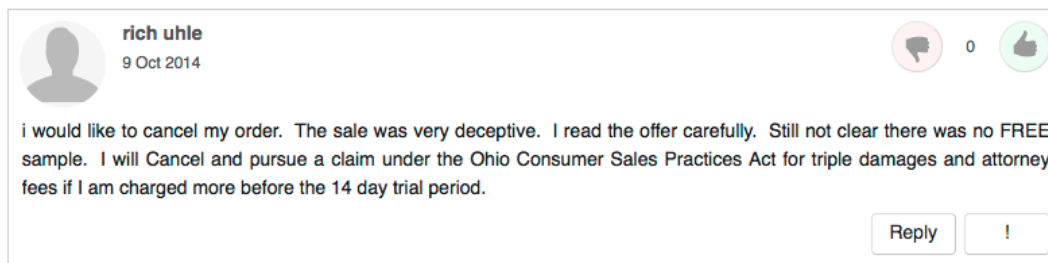 rich uhle
9 Oct 2014
0
i would like to cancel my order.  The sale was very deceptive.  I read the offer carefully.  Still not clear there was no FREE
sample.  I will Cancel and pursue a claim under the Ohio Consumer Sales Practices Act for triple damages and attorney
fees if I am charged more before the 14 day trial period.
Reply !